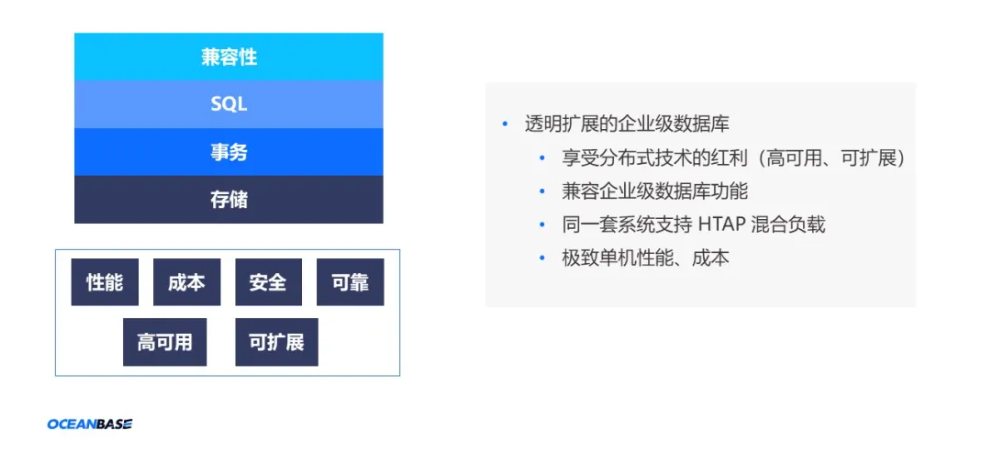 兼容性
SQL
事务
存储
性能 成本 安全 可靠
高可用 可扩展
• 透明扩展的企业级数据库
• 享受分布式技术的红利（高可用、可扩展）
• 兼容企业级数据库功能
• 同一套系统支持 HTAP 混合负载
• 极致单机性能、成本
OCEANBASE